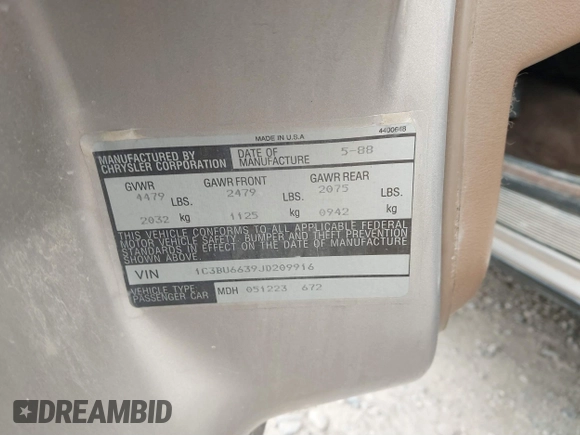 MADE IN U.S.A. 4400648
MANUFACTURED BY CHRYSLER CORPORATION
DATE OF MANUFACTURE 5-88
GVWR GAWR FRONT GAWR REAR
4479 LBS. 2479 LBS. 2075 LBS.
2032 kg 1125 kg 0942 kg
THIS VEHICLE CONFORMS TO ALL APPLICABLE FEDERAL
MOTOR VEHICLE SAFETY, BUMPER, AND THEFT PREVENTION
STANDARDS IN EFFECT ON THE DATE OF MANUFACTURE
SHOWN ABOVE.
VIN 1C3BU6639JD209916
VEHICLE TYPE PASSENGER CAR
MDH 051223 672
DREAMBID